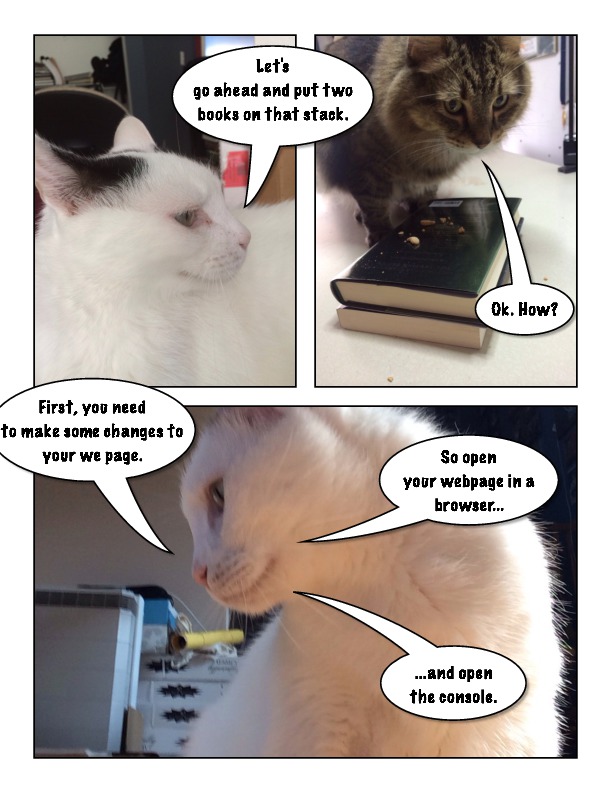 Let's
go ahead and put two
books on that stack.
Ok. How?
First, you need
to make some changes to
your we page.
So open
your webpage in a
browser...
...and open
the console.